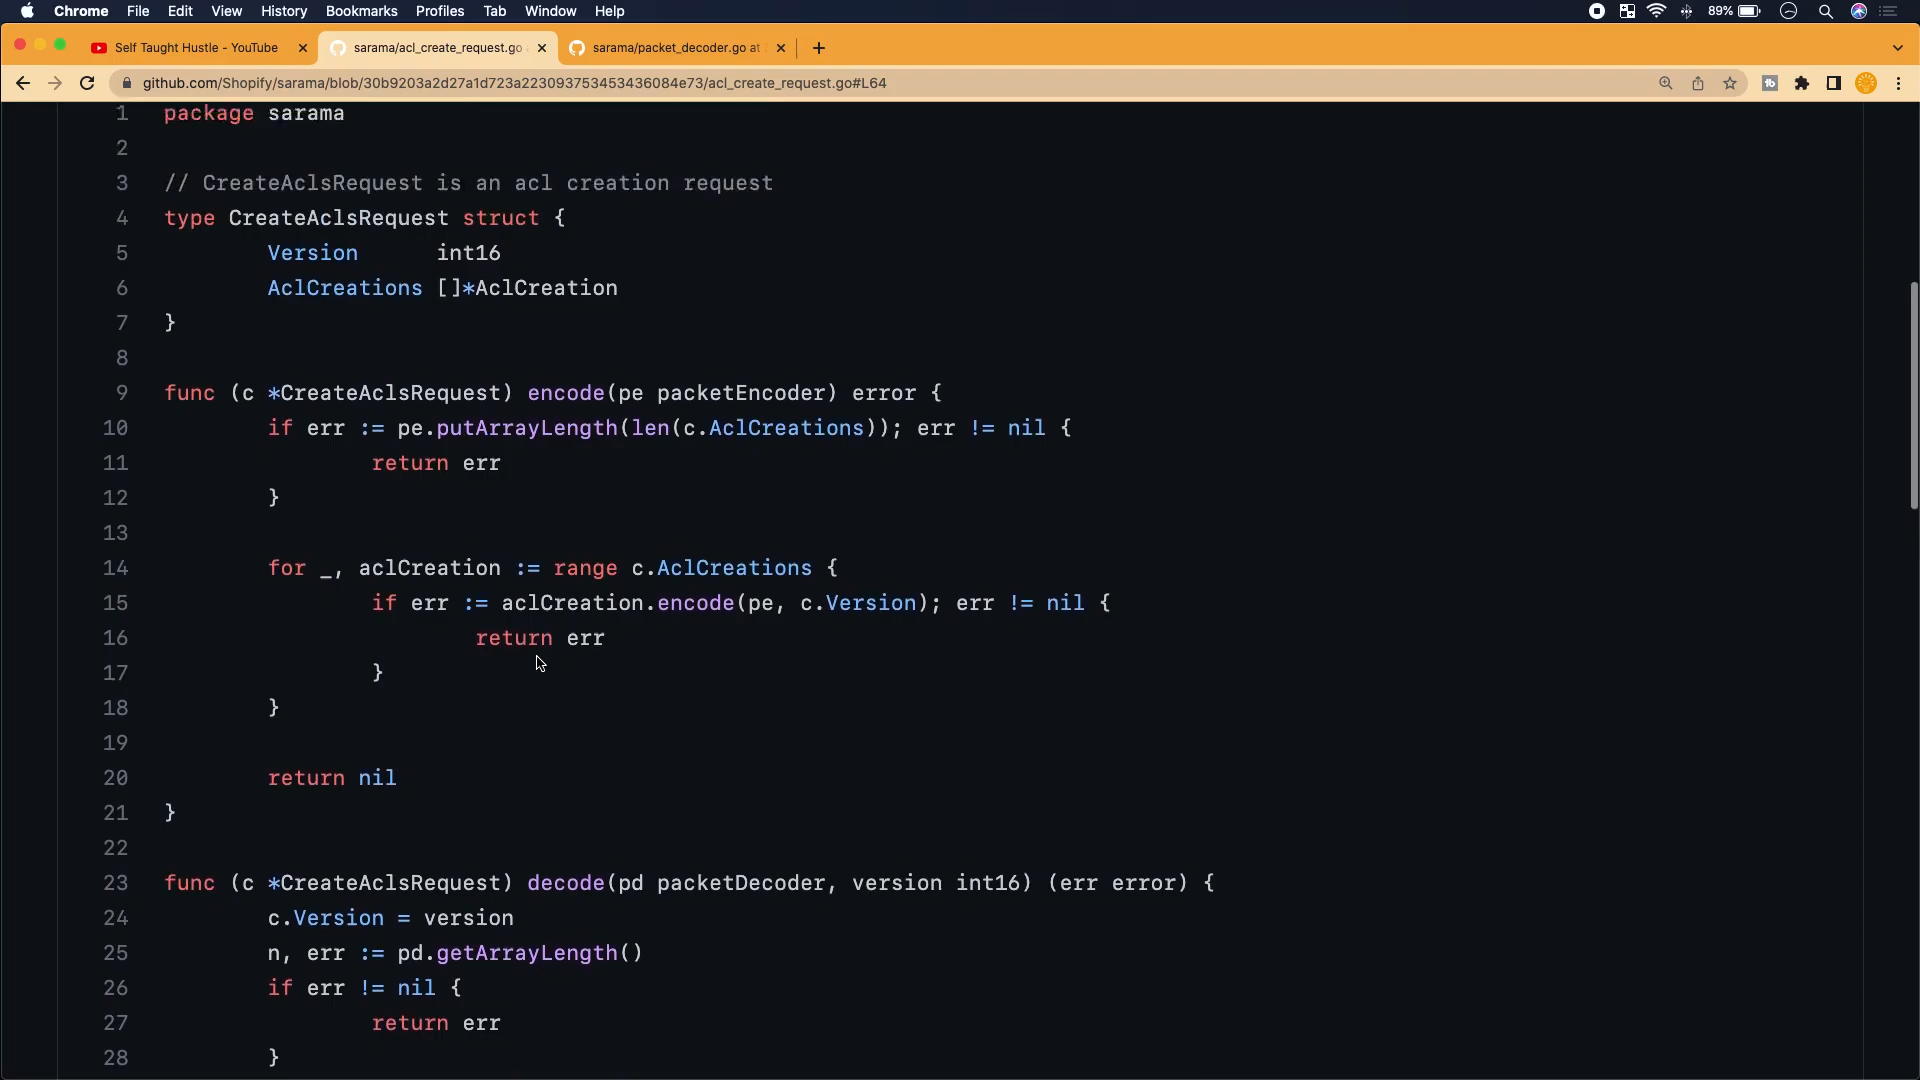 Chrome File Edit View History Bookmarks Profiles Tab Window Help 89%
Self Taught Hustle - YouTube sarama/acl_create_request.go sarama/packet_decoder.go at
github.com/Shopify/sarama/blob/30b9203a2d27a1d723a223093753453436084e73/acl_create_request.go#L64
1 package sarama
2
3 // CreateAclsRequest is an acl creation request
4 type CreateAclsRequest struct {
5 Version int16
6 AclCreations []*AclCreation
7 }
8
9 func (c *CreateAclsRequest) encode(pe packetEncoder) error {
10 if err := pe.putArrayLength(len(c.AclCreations)); err != nil {
11 return err
12 }
13
14 for _, aclCreation := range c.AclCreations {
15 if err := aclCreation.encode(pe, c.Version); err != nil {
16 return err
17 }
18 }
19
20 return nil
21 }
22
23 func (c *CreateAclsRequest) decode(pd packetDecoder, version int16) (err error) {
24 c.Version = version
25 n, err := pd.getArrayLength()
26 if err != nil {
27 return err
28 }